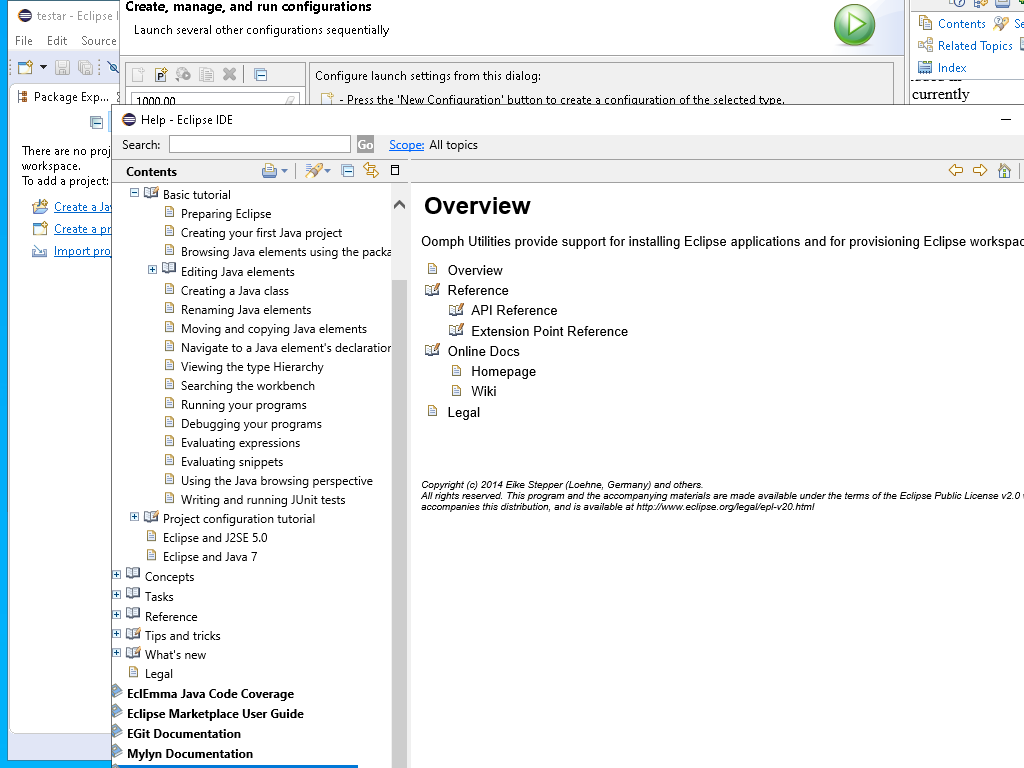 testar - Eclipse I
File Edit Source
Package Exp...
There are no proj
workspace.
To add a project:
Create a Ja
Create a pr
Import pro
Create, manage, and run configurations
Launch several other configurations sequentially
1000.00
Configure launch settings from this dialog:
- Press the 'New Configuration' button to create a configuration of the selected type.
Contents
Se
Related Topics
Index
currently
Help - Eclipse IDE
Search:
Go
Scope: All topics
Contents
Basic tutorial
Preparing Eclipse
Creating your first Java project
Browsing Java elements using the packa
Editing Java elements
Creating a Java class
Renaming Java elements
Moving and copying Java elements
Navigate to a Java element's declaration
Viewing the type Hierarchy
Searching the workbench
Running your programs
Debugging your programs
Evaluating expressions
Evaluating snippets
Using the Java browsing perspective
Writing and running JUnit tests
Project configuration tutorial
Eclipse and J2SE 5.0
Eclipse and Java 7
Concepts
Tasks
Reference
Tips and tricks
What's new
Legal
EclEmma Java Code Coverage
Eclipse Marketplace User Guide
EGit Documentation
Mylyn Documentation
Overview
Oomph Utilities provide support for installing Eclipse applications and for provisioning Eclipse workspac
Overview
Reference
API Reference
Extension Point Reference
Online Docs
Homepage
Wiki
Legal
Copyright (c) 2014 Eike Stepper (Loehne, Germany) and others.
All rights reserved. This program and the accompanying materials are made available under the terms of the Eclipse Public License v2.0
accompanies this distribution, and is available at http://www.eclipse.org/legal/epl-v20.html